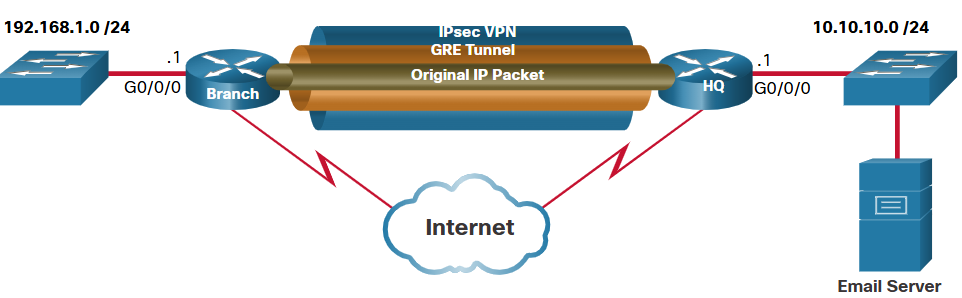 192.168.1.0 /24
IPsec VPN
10.10.10.0 /24
GRE Tunnel
.1
.1
Original IP Packet
G0/0/0
Branch
HQ
G0/0/0
Internet
Email Server